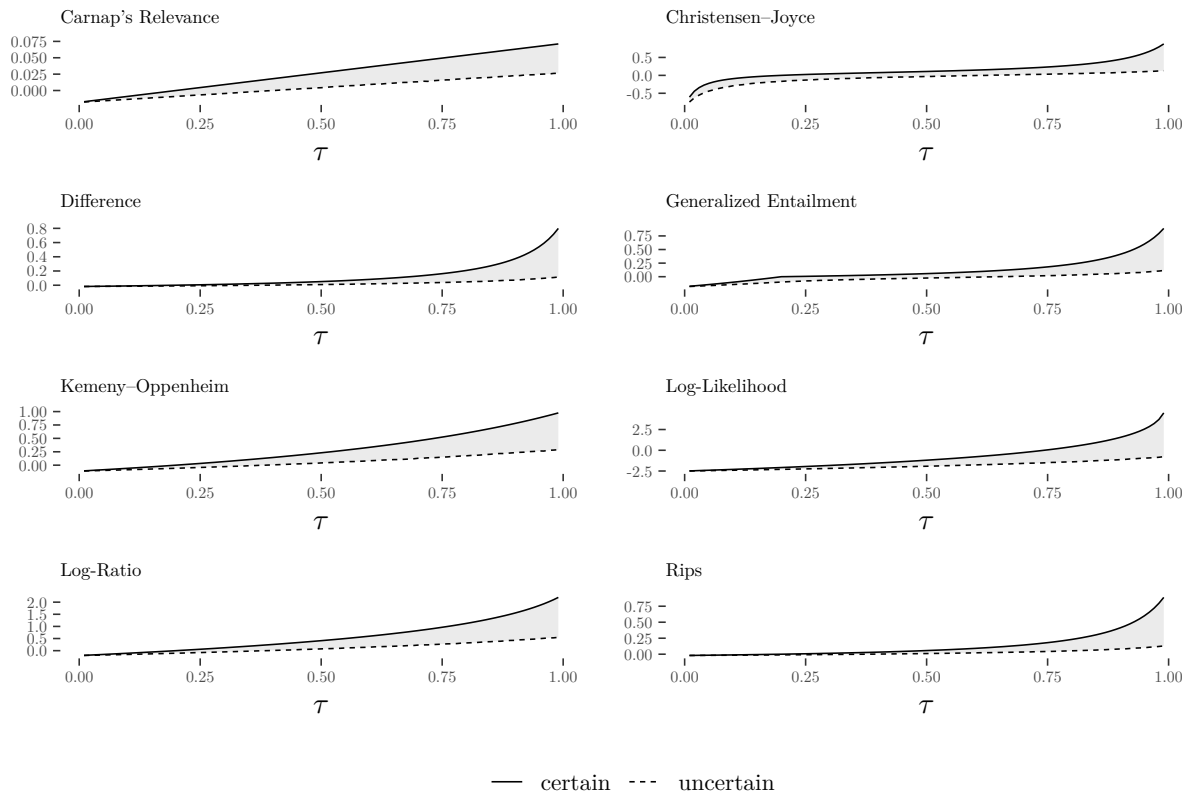 Carnap's Relevance
0.075
0.050
0.025
0.000
0.00 0.25 0.50 0.75 1.00
τ
Christensen–Joyce
0.5
0.0
-0.5
0.00 0.25 0.50 0.75 1.00
τ
Difference
0.8
0.6
0.4
0.2
0.0
0.00 0.25 0.50 0.75 1.00
τ
Generalized Entailment
0.75
0.50
0.25
0.00
0.00 0.25 0.50 0.75 1.00
τ
Kemeny–Oppenheim
1.00
0.75
0.50
0.25
0.00
0.00 0.25 0.50 0.75 1.00
τ
Log-Likelihood
2.5
0.0
-2.5
0.00 0.25 0.50 0.75 1.00
τ
Log-Ratio
2.0
1.5
1.0
0.5
0.0
0.00 0.25 0.50 0.75 1.00
τ
Rips
0.75
0.50
0.25
0.00
0.00 0.25 0.50 0.75 1.00
τ
certain uncertain